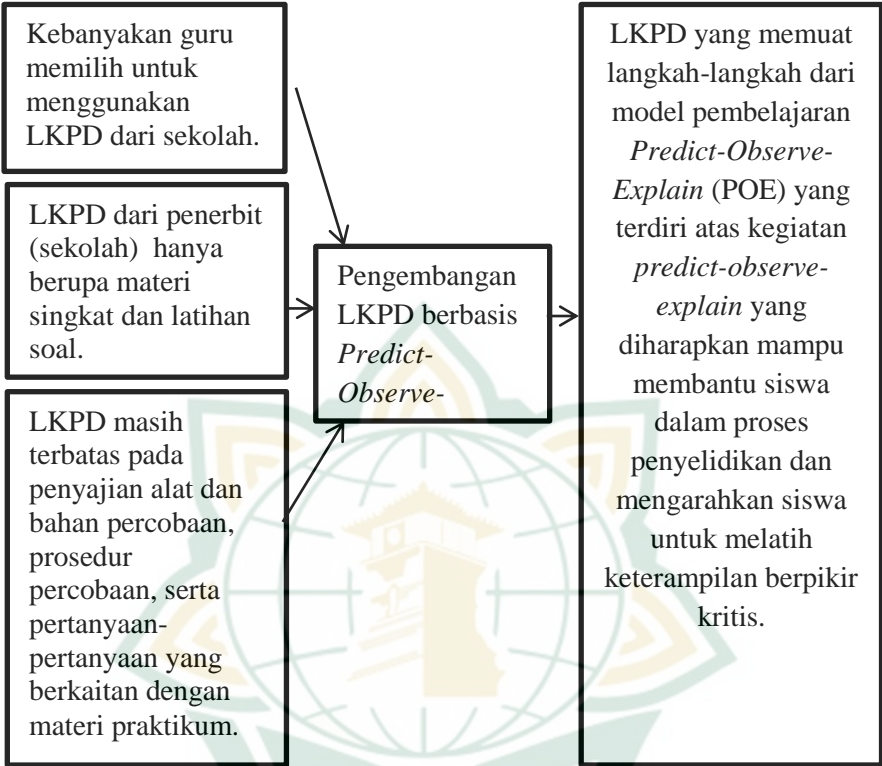 Kebanyakan guru
memilih untuk
menggunakan
LKPD dari sekolah.
LKPD dari penerbit
(sekolah) hanya
berupa materi
singkat dan latihan
soal.
LKPD masih
terbatas pada
penyajian alat dan
bahan percobaan,
prosedur
percobaan, serta
pertanyaan-
pertanyaan yang
berkaitan dengan
materi praktikum.
Pengembangan
LKPD berbasis
Predict-
Observe-
LKPD yang memuat
langkah-langkah dari
model pembelajaran
Predict-Observe-
Explain (POE) yang
terdiri atas kegiatan
predict-observe-
explain yang
diharapkan mampu
membantu siswa
dalam proses
penyelidikan dan
mengarahkan siswa
untuk melatih
keterampilan berpikir
kritis.